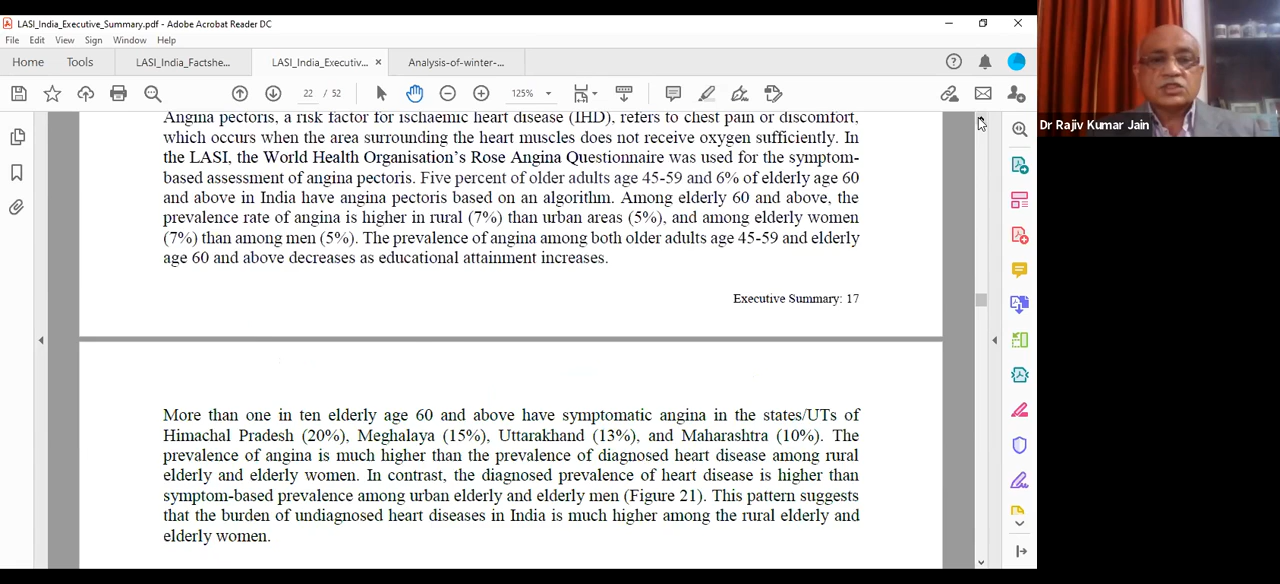 LASI_India_Executive_Summary.pdf - Adobe Acrobat Reader DC
File Edit View Sign Window Help
Home Tools LASI_India_Factshe... LASI_India_Executiv... × Analysis-of-winter-...
22 / 52 125%
Dr Rajiv Kumar Jain
Angina pectoris, a risk factor for ischaemic heart disease (IHD), refers to chest pain or discomfort,
which occurs when the area surrounding the heart muscles does not receive oxygen sufficiently. In
the LASI, the World Health Organisation's Rose Angina Questionnaire was used for the symptom-
based assessment of angina pectoris. Five percent of older adults age 45-59 and 6% of elderly age 60
and above in India have angina pectoris based on an algorithm. Among elderly 60 and above, the
prevalence rate of angina is higher in rural (7%) than urban areas (5%), and among elderly women
(7%) than among men (5%). The prevalence of angina among both older adults age 45-59 and elderly
age 60 and above decreases as educational attainment increases.
Executive Summary: 17
More than one in ten elderly age 60 and above have symptomatic angina in the states/UTs of
Himachal Pradesh (20%), Meghalaya (15%), Uttarakhand (13%), and Maharashtra (10%). The
prevalence of angina is much higher than the prevalence of diagnosed heart disease among rural
elderly and elderly women. In contrast, the diagnosed prevalence of heart disease is higher than
symptom-based prevalence among urban elderly and elderly men (Figure 21). This pattern suggests
that the burden of undiagnosed heart diseases in India is much higher among the rural elderly and
elderly women.